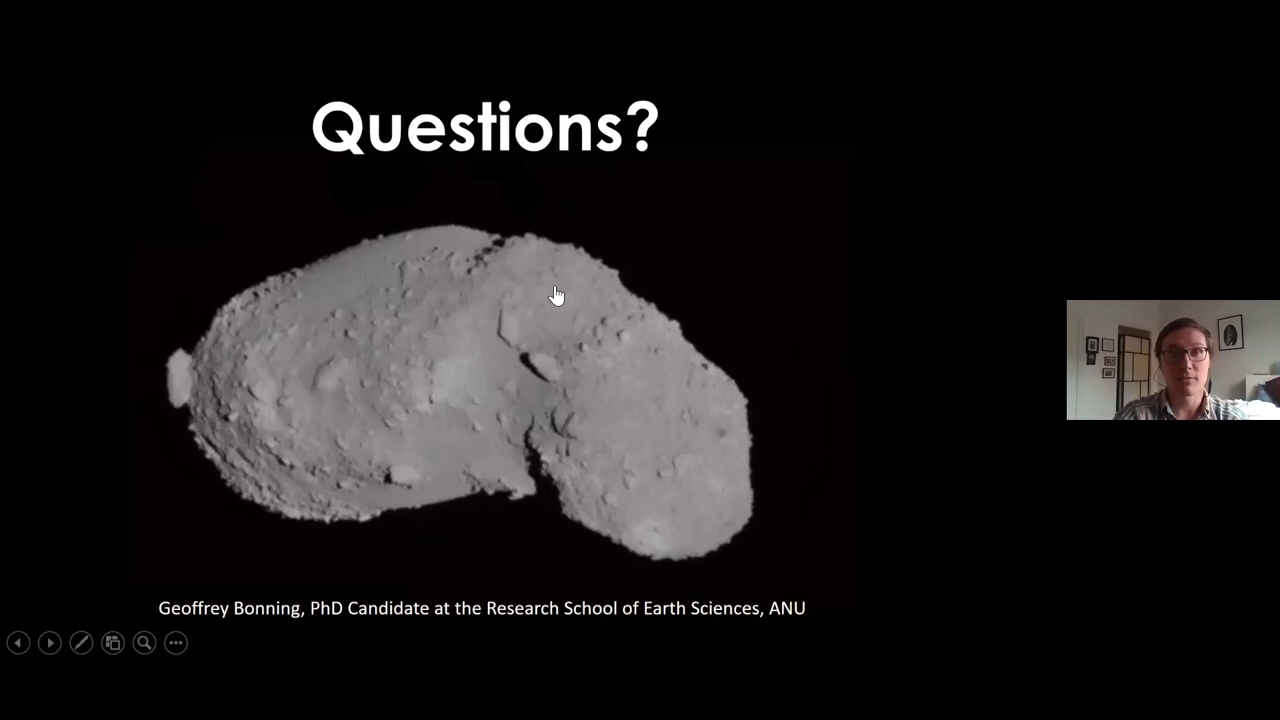 Questions?
Geoffrey Bonning, PhD Candidate at the Research School of Earth Sciences, ANU